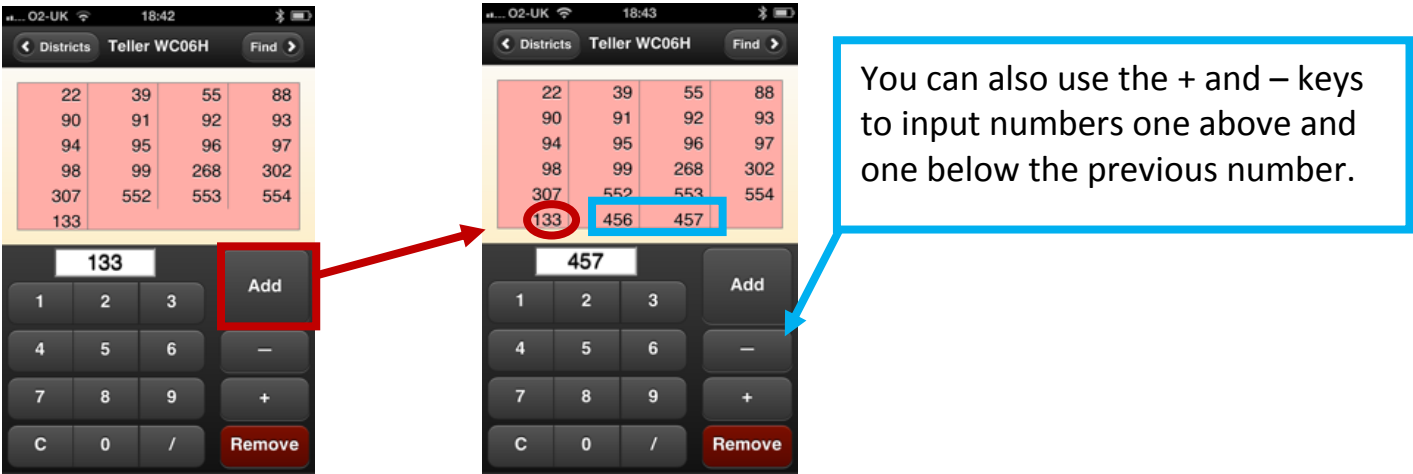 O2-UK 18:42
Districts Teller WC06H Find
22 39 55 88
90 91 92 93
94 95 96 97
98 99 268 302
307 552 553 554
133
133
Add
1 2 3
4 5 6 —
7 8 9 +
C 0 / Remove
... O2-UK 18:43
Districts Teller WC06H Find
22 39 55 88
90 91 92 93
94 95 96 97
98 99 268 302
307 552 553 554
133 456 457
457
Add
1 2 3
4 5 6 —
7 8 9 +
C 0 / Remove
You can also use the + and – keys
to input numbers one above and
one below the previous number.